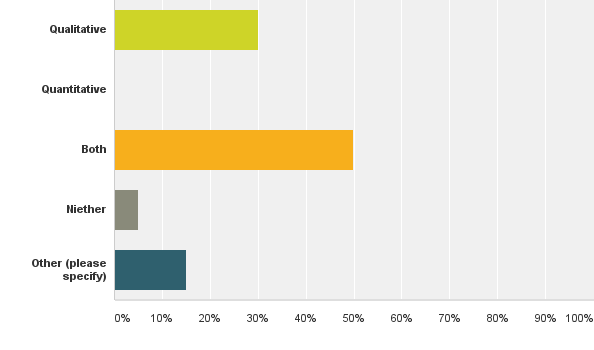 Qualitative
Quantitative
Both
Niether
Other (please
specify)
0% 10% 20% 30% 40% 50% 60% 70% 80% 90% 100%